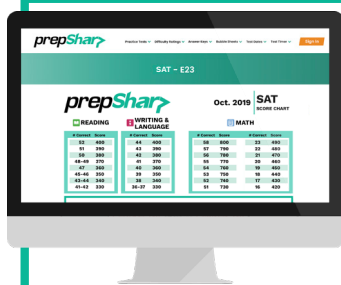 prepSharp
Practice Tests Difficulty Ratings Answer Keys Bubble Sheets Test Dates Test Timer Sign In
SAT - E23
prepSharp
Oct. 2019 SAT
SCORE CHART
READING
WRITING & LANGUAGE
MATH
# Correct Score # Correct Score # Correct Score # Correct Score
52 400 44 400 58 800 23 490
51 390 43 390 57 790 22 480
50 380 42 380 56 780 21 470
48-49 370 41 370 55 770 20 460
47 360 40 360 54 760 19 450
45-46 350 39 350 53 750 18 440
43-44 340 38 340 52 740 17 430
41-42 330 36-37 330 51 730 16 420